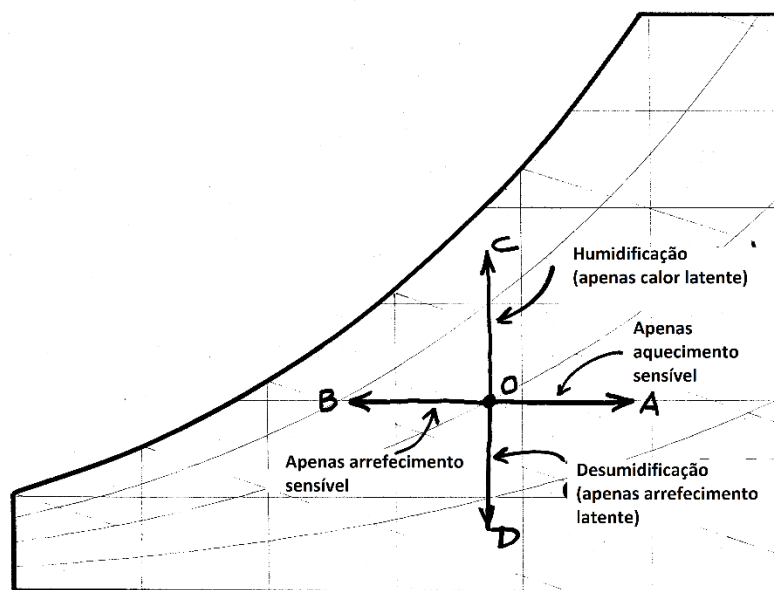 C
Humidificação
(apenas calor latente)
Apenas
aquecimento
sensível
O
B
A
Apenas arrefecimento
sensível
Desumidificação
(apenas arrefecimento
latente)
D